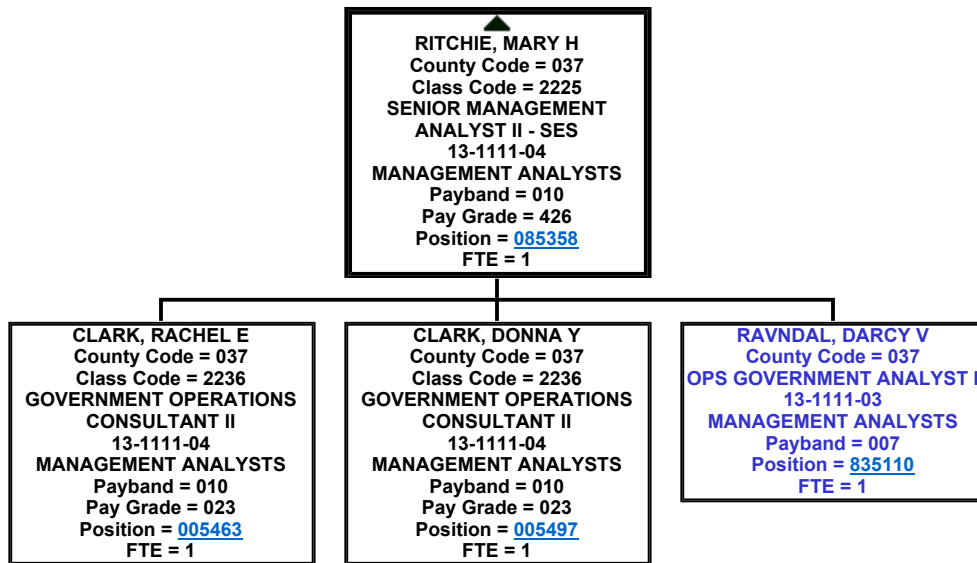 RITCHIE, MARY H
County Code = 037
Class Code = 2225
SENIOR MANAGEMENT
ANALYST II - SES
13-1111-04
MANAGEMENT ANALYSTS
Payband = 010
Pay Grade = 426
Position = 085358
FTE = 1
CLARK, RACHEL E
County Code = 037
Class Code = 2236
GOVERNMENT OPERATIONS
CONSULTANT II
13-1111-04
MANAGEMENT ANALYSTS
Payband = 010
Pay Grade = 023
Position = 005463
FTE = 1
CLARK, DONNA Y
County Code = 037
Class Code = 2236
GOVERNMENT OPERATIONS
CONSULTANT II
13-1111-04
MANAGEMENT ANALYSTS
Payband = 010
Pay Grade = 023
Position = 005497
FTE = 1
RAVNDAL, DARCY V
County Code = 037
OPS GOVERNMENT ANALYST
13-1111-03
MANAGEMENT ANALYSTS
Payband = 007
Position = 835110
FTE = 1